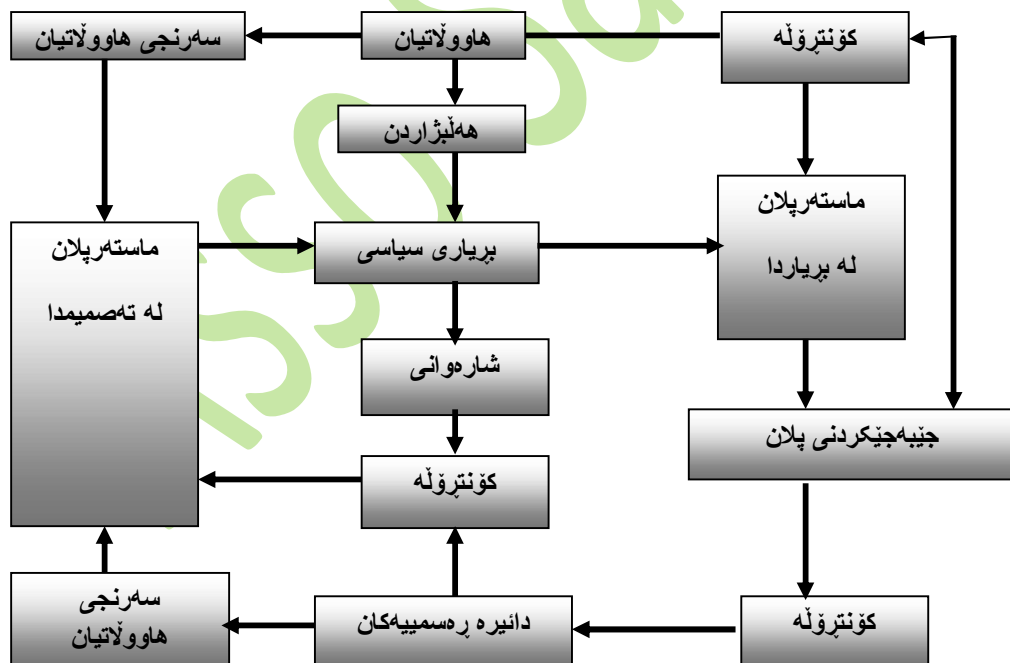 کۆنترۆڵە
هاووڵاتیان
سەرنجی هاووڵاتیان
هەڵبژاردن
ماستەرپلان
لە بڕیاردا
بڕیاری سیاسی
ماستەرپلان
لە تەصمیمدا
شارەوانی
جێبەجێکردنی پلان
کۆنترۆڵە
کۆنترۆڵە
دائیرە ڕەسمییەکان
سەرنجی
هاووڵاتیان